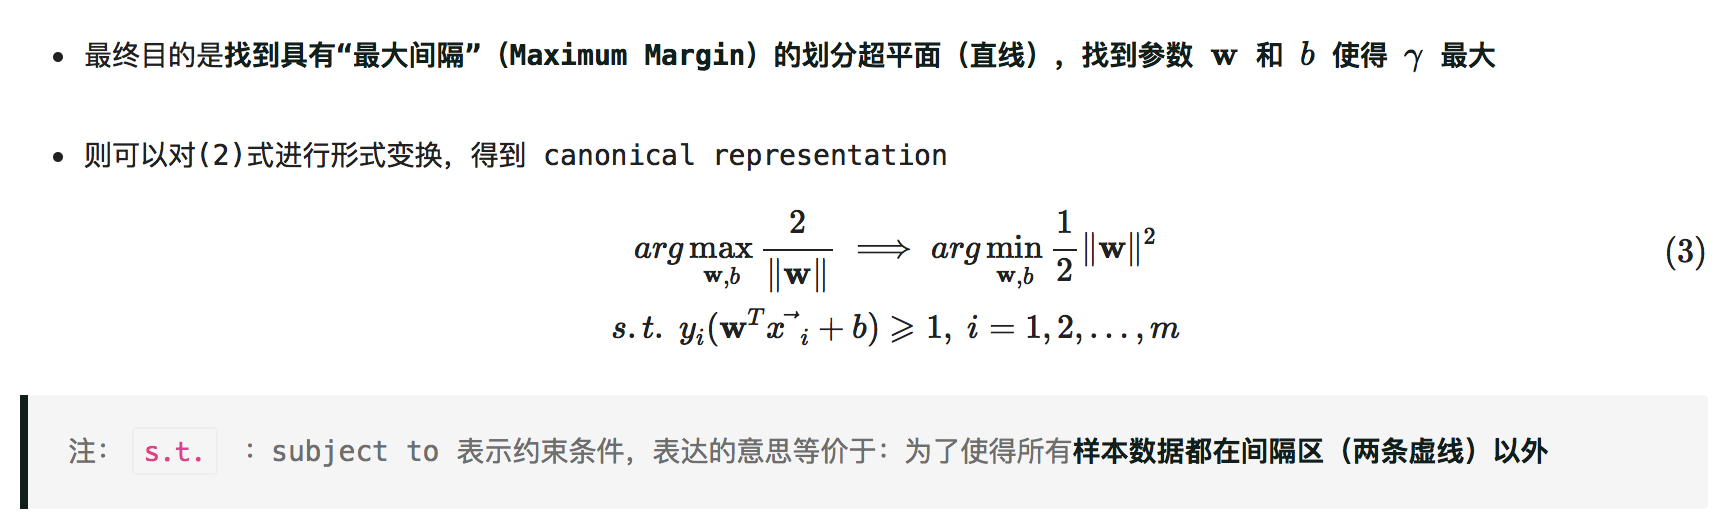 • 最终目的是找到具有“最大间隔”（Maximum Margin）的划分超平面（直线），找到参数 w 和 b 使得 γ 最大
• 则可以对(2)式进行形式变换，得到 canonical representation
arg max_{w,b} 2/‖w‖ ⟹ arg min_{w,b} 1/2 ‖w‖² (3)
s.t. y_i(w^T x⃗_i + b) ⩾ 1, i = 1, 2, . . . , m
注： s.t. ：subject to 表示约束条件，表达的意思等价于：为了使得所有样本数据都在间隔区（两条虚线）以外